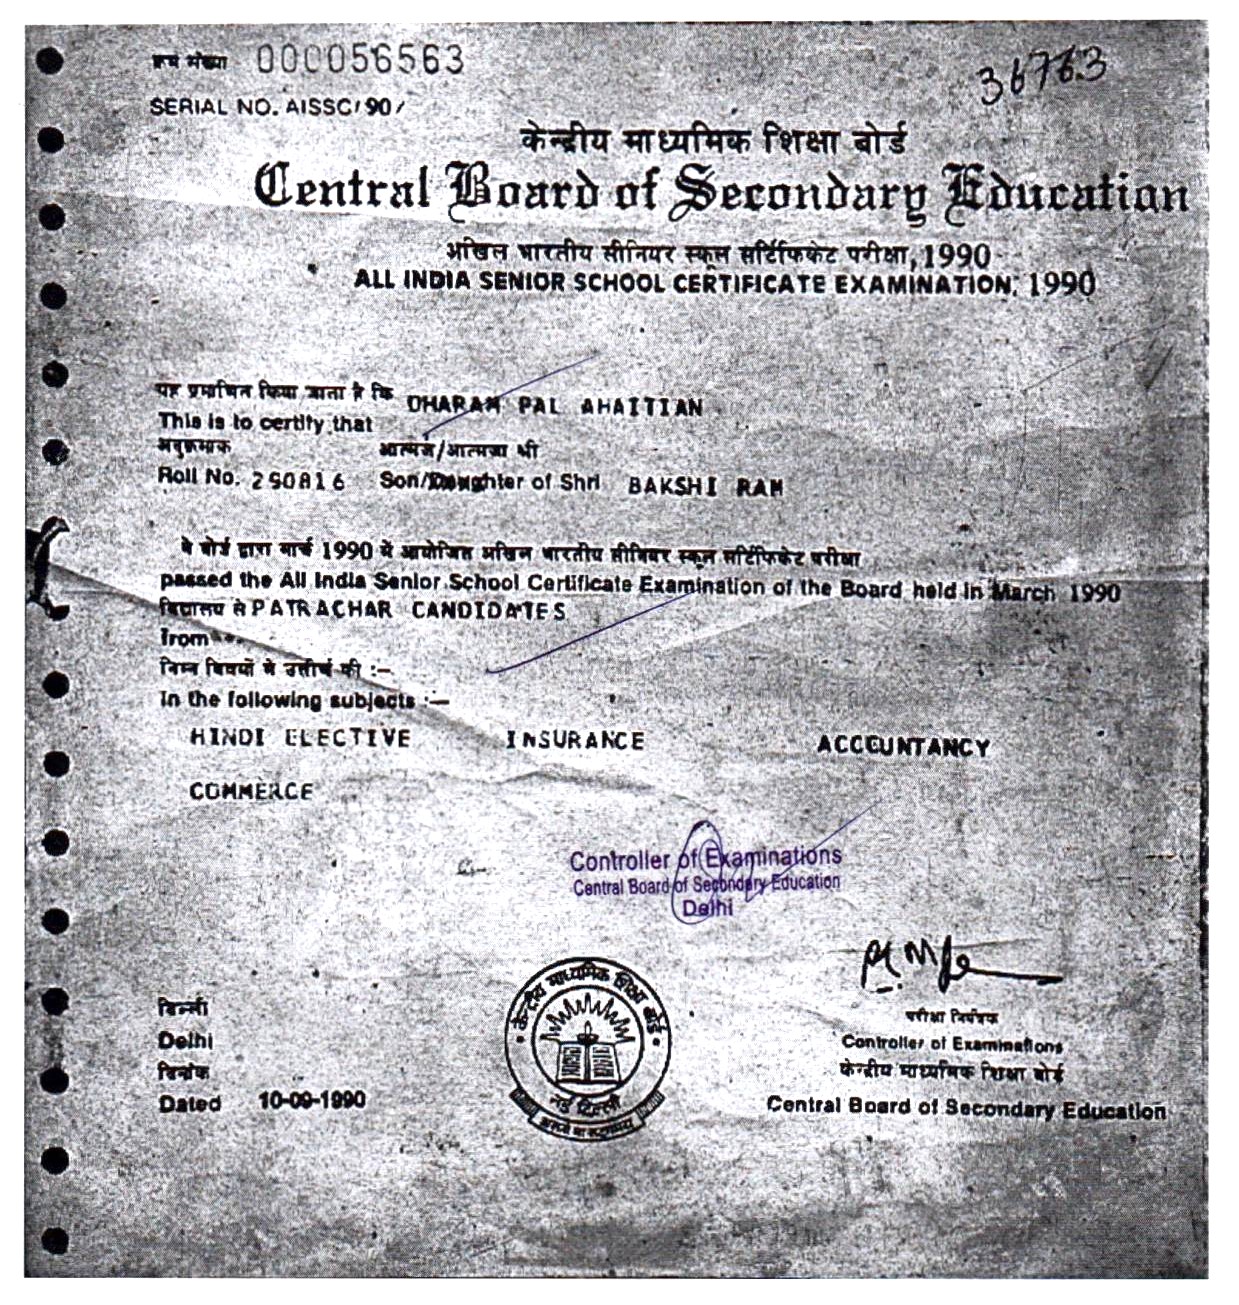 क्रम संख्या 000056563
36763
SERIAL NO. AISSC/90/
केन्द्रीय माध्यमिक शिक्षा बोर्ड
Central Board of Secondary Education
अखिल भारतीय सीनियर स्कूल सर्टिफिकेट परीक्षा, 1990
ALL INDIA SENIOR SCHOOL CERTIFICATE EXAMINATION, 1990
यह प्रमाणित किया जाता है कि DHARAM PAL AHAITIAN
This is to certify that
अनुक्रमांक आत्मज/आत्मजा श्री
Roll No. 250816 Son/Daughter of Shri BAKSHI RAM
ने बोर्ड द्वारा मार्च 1990 में आयोजित अखिल भारतीय सीनियर स्कूल सर्टिफिकेट परीक्षा
passed the All India Senior School Certificate Examination of the Board held in March 1990
विद्यालय से PATRACHAR CANDIDATES
from
निम्न विषयों में उत्तीर्ण की :–
in the following subjects :–
HINDI ELECTIVE INSURANCE ACCOUNTANCY
COMMERCE
Controller of Examinations
Central Board of Secondary Education
Delhi
केन्द्रीय माध्यमिक शिक्षा बोर्ड
नई दिल्ली
दिल्ली
Delhi
दिनांक
Dated 10-09-1990
परीक्षा नियंत्रक
Controller of Examinations
केन्द्रीय माध्यमिक शिक्षा बोर्ड
Central Board of Secondary Education